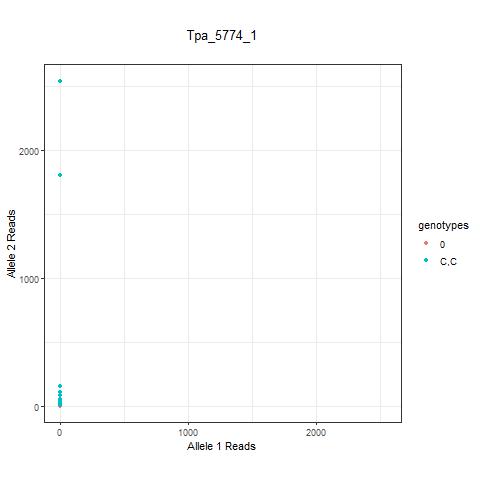 Tpa_5774_1
2000
1000
0
Allele 2 Reads
0 1000 2000
Allele 1 Reads
genotypes
0
C,C